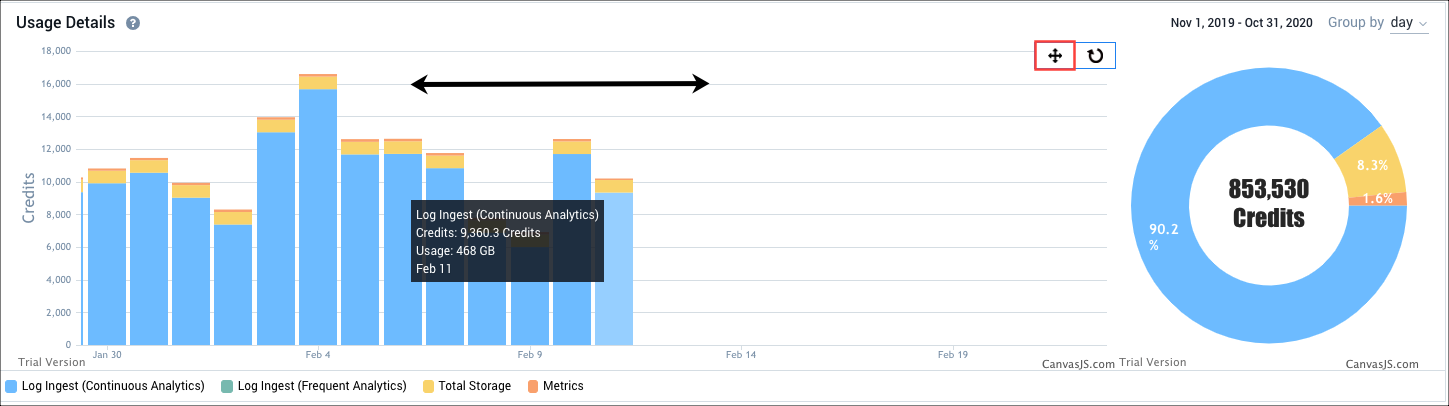 Usage Details ?
Nov 1, 2019 - Oct 31, 2020 Group by day
18,000
16,000
14,000
12,000
10,000
8,000
6,000
4,000
2,000
0
Credits
Log Ingest (Continuous Analytics)
Credits: 9,360.3 Credits
Usage: 468 GB
Feb 11
Jan 30 Feb 4 Feb 9 Feb 14 Feb 19
Trial Version CanvasJS.com
8.3%
1.6%
90.2
%
853,530
Credits
Trial Version CanvasJS.com
Log Ingest (Continuous Analytics) Log Ingest (Frequent Analytics) Total Storage Metrics